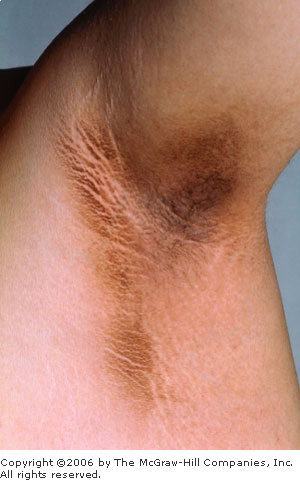 Copyright ©2006 by The McGraw-Hill Companies, Inc.
All rights reserved.